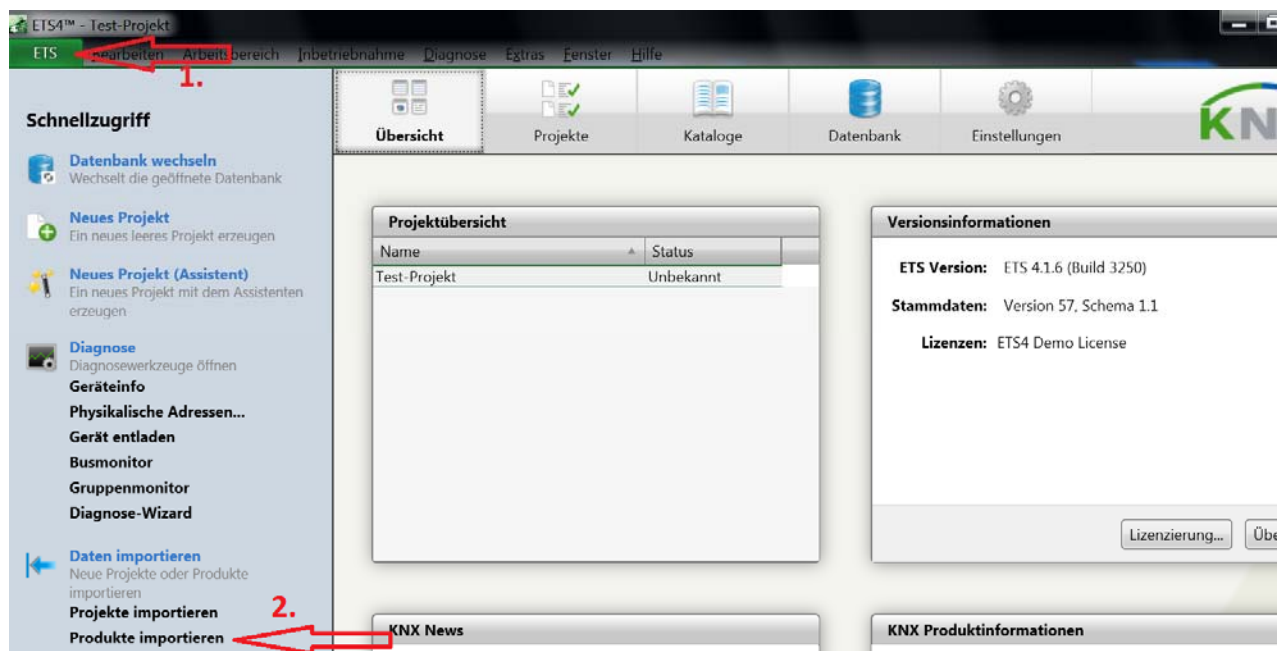 ETS4™ - Test-Projekt
ETS Bearbeiten Arbeitsbereich Inbetriebnahme Diagnose Extras Fenster Hilfe
1.
Schnellzugriff
Datenbank wechseln
Wechselt die geöffnete Datenbank
Neues Projekt
Ein neues leeres Projekt erzeugen
Neues Projekt (Assistent)
Ein neues Projekt mit dem Assistenten
erzeugen
Diagnose
Diagnosewerkzeuge öffnen
Geräteinfo
Physikalische Adressen...
Gerät entladen
Busmonitor
Gruppenmonitor
Diagnose-Wizard
Daten importieren
Neue Projekte oder Produkte
importieren
Projekte importieren
2.
Produkte importieren
Übersicht
Projekte
Kataloge
Datenbank
Einstellungen
KN
Projektübersicht
Name Status
Test-Projekt Unbekannt
Versionsinformationen
ETS Version: ETS 4.1.6 (Build 3250)
Stammdaten: Version 57, Schema 1.1
Lizenzen: ETS4 Demo License
Lizenzierung...
Übe
KNX News
KNX Produktinformationen